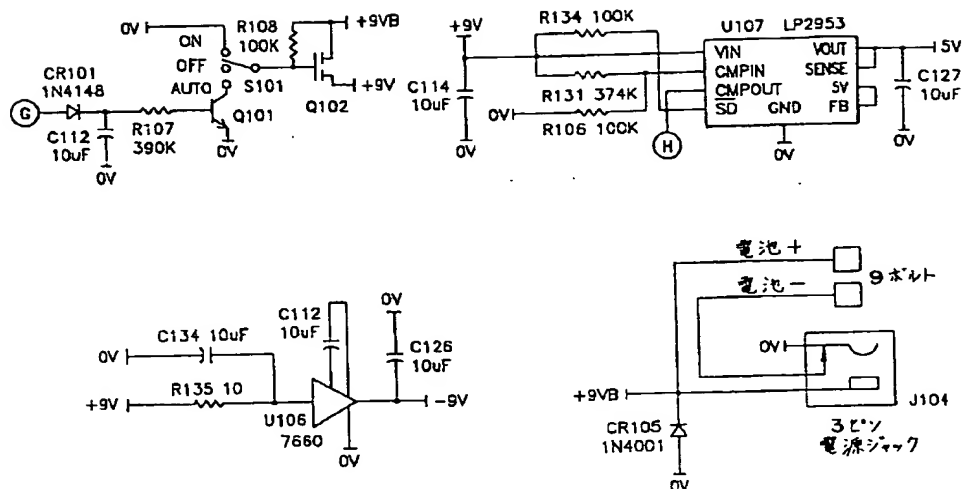 0V
ON
OFF
AUTO
R108
100K
+9VB
+9V
S101
Q102
CR101
1N4148
G
C112
10uF
0V
R107
390K
Q101
0V
+9V
C114
10uF
0V
R134 100K
R131 374K
0V
R106 100K
H
U107 LP2953
VIN
CMPIN
CMPOUT
SD
GND
VOUT
SENSE
5V
FB
0V
5V
C127
10uF
0V
C134 10uF
0V
+9V
R135 10
C112
10uF
U106
7660
0V
0V
C126
10uF
-9V
電池+
電池-
9ボルト
0V
J104
3ピン
電源ジャック
+9VB
CR105
1N4001
0V